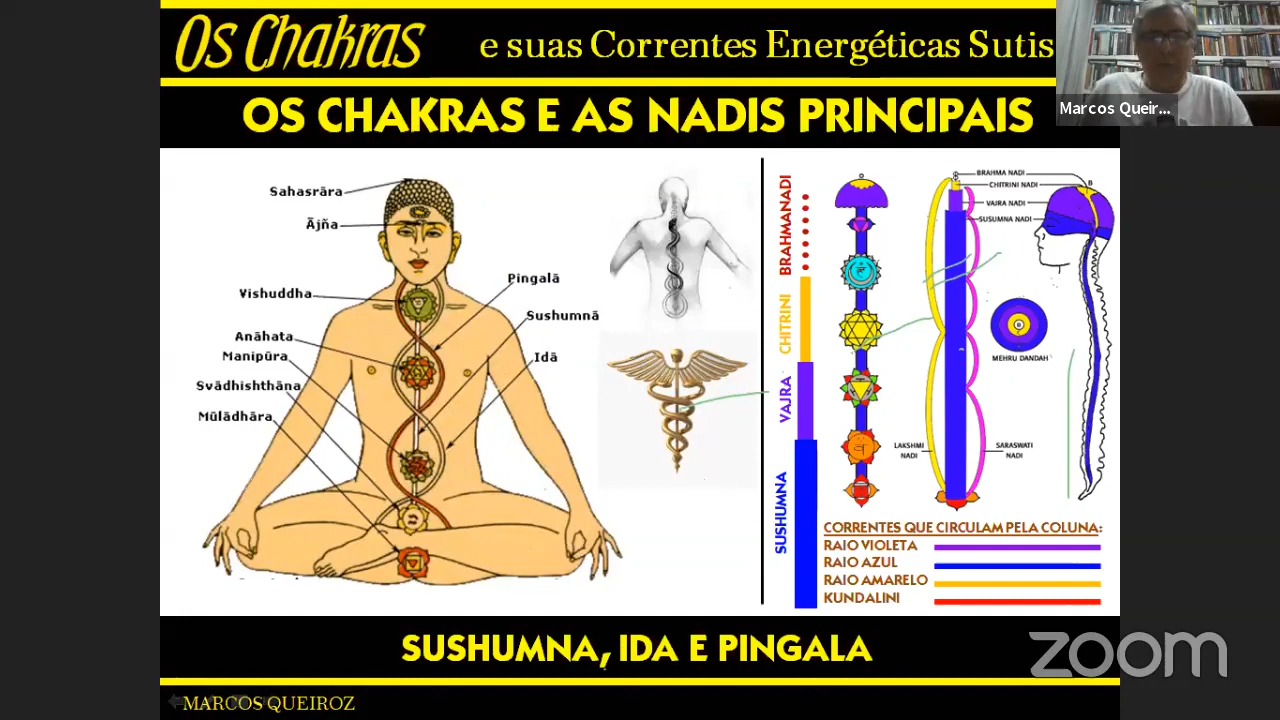 Os Chakras
e suas Correntes Energéticas Sutis
Marcos Queir...
OS CHAKRAS E AS NADIS PRINCIPAIS
Sahasrāra
Ājña
Vishuddha
Anāhata
Manipūra
Svādhishthāna
Mūlādhāra
Pingalā
Sushumnā
Idā
BRAHMANADI
CHITRINI
VAJRA
SUSHUMNA
BRAHMA NADI
CHITRINI NADI
VAJRA NADI
SUSUMNA NADI
B
B
MEHRU DANDAH
LAKSHMI
NADI
SARASWATI
NADI
CORRENTES QUE CIRCULAM PELA COLUNA:
RAIO VIOLETA
RAIO AZUL
RAIO AMARELO
KUNDALINI
SUSHUMNA, IDA E PINGALA
zoom
MARCOS QUEIROZ